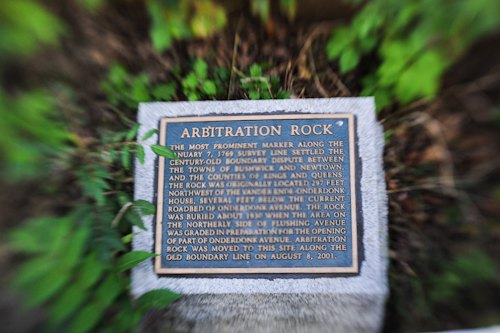 ARBITRATION ROCK
THE MOST PROMINENT MARKER ALONG THE
JANUARY 7, 1769 SURVEY LINE SETTLED THE
CENTURY-OLD BOUNDARY DISPUTE BETWEEN
THE TOWNS OF BUSHWICK AND NEWTOWN,
AND THE COUNTIES OF KINGS AND QUEENS.
THE ROCK WAS ORIGINALLY LOCATED 297 FEET
NORTHWEST OF THE VANDER ENDE-ONDERDONK
HOUSE, SEVERAL FEET BELOW THE CURRENT
ROADBED OF ONDERDONK AVENUE. THE ROCK
WAS BURIED ABOUT 1930 WHEN THE AREA ON
THE NORTHERLY SIDE OF FLUSHING AVENUE
WAS GRADED IN PREPARATION FOR THE OPENING
OF PART OF ONDERDONK AVENUE. ARBITRATION
ROCK WAS MOVED TO THIS SITE ALONG THE
OLD BOUNDARY LINE ON AUGUST 8, 2001.